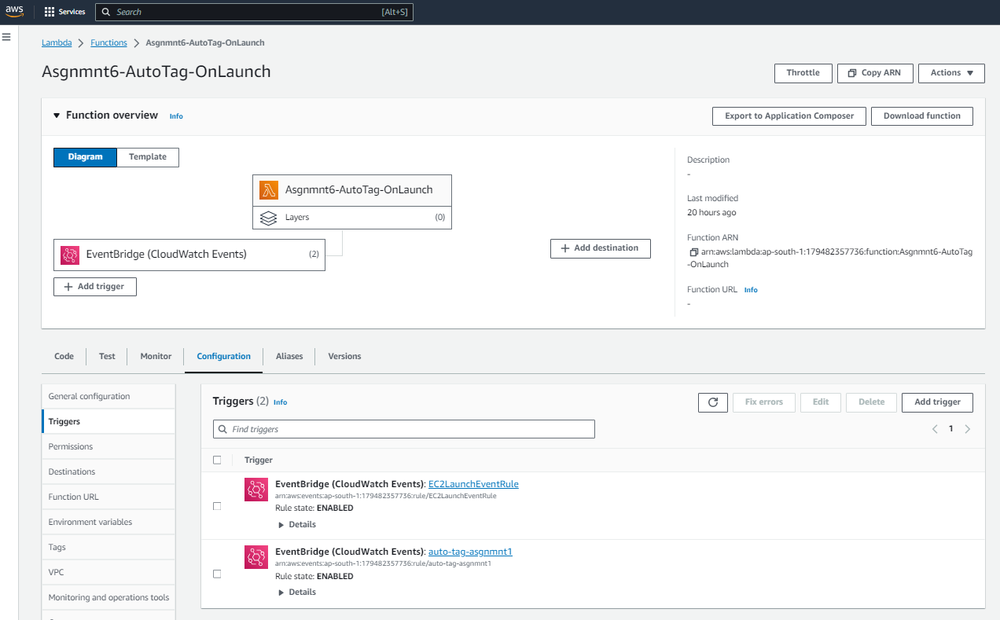 aws
Services
Search
[Alt+S]
Lambda > Functions > Asgnmnt6-AutoTag-OnLaunch
Asgnmnt6-AutoTag-OnLaunch
Throttle
Copy ARN
Actions
Function overview
Info
Export to Application Composer
Download function
Diagram
Template
Asgnmnt6-AutoTag-OnLaunch
Layers
(0)
EventBridge (CloudWatch Events)
(2)
+ Add trigger
+ Add destination
Description
-
Last modified
20 hours ago
Function ARN
arn:aws:lambda:ap-south-1:179482357736:function:Asgnmnt6-AutoTag
-OnLaunch
Function URL Info
-
Code
Test
Monitor
Configuration
Aliases
Versions
General configuration
Triggers
Permissions
Destinations
Function URL
Environment variables
Tags
VPC
Monitoring and operations tools
Triggers (2) Info
Fix errors
Edit
Delete
Add trigger
Find triggers
< 1 >
Trigger
EventBridge (CloudWatch Events): EC2LaunchEventRule
arn:aws:events:ap-south-1:179482357736:rule/EC2LaunchEventRule
Rule state: ENABLED
Details
EventBridge (CloudWatch Events): auto-tag-asgnmnt1
arn:aws:events:ap-south-1:179482357736:rule/auto-tag-asgnmnt1
Rule state: ENABLED
Details